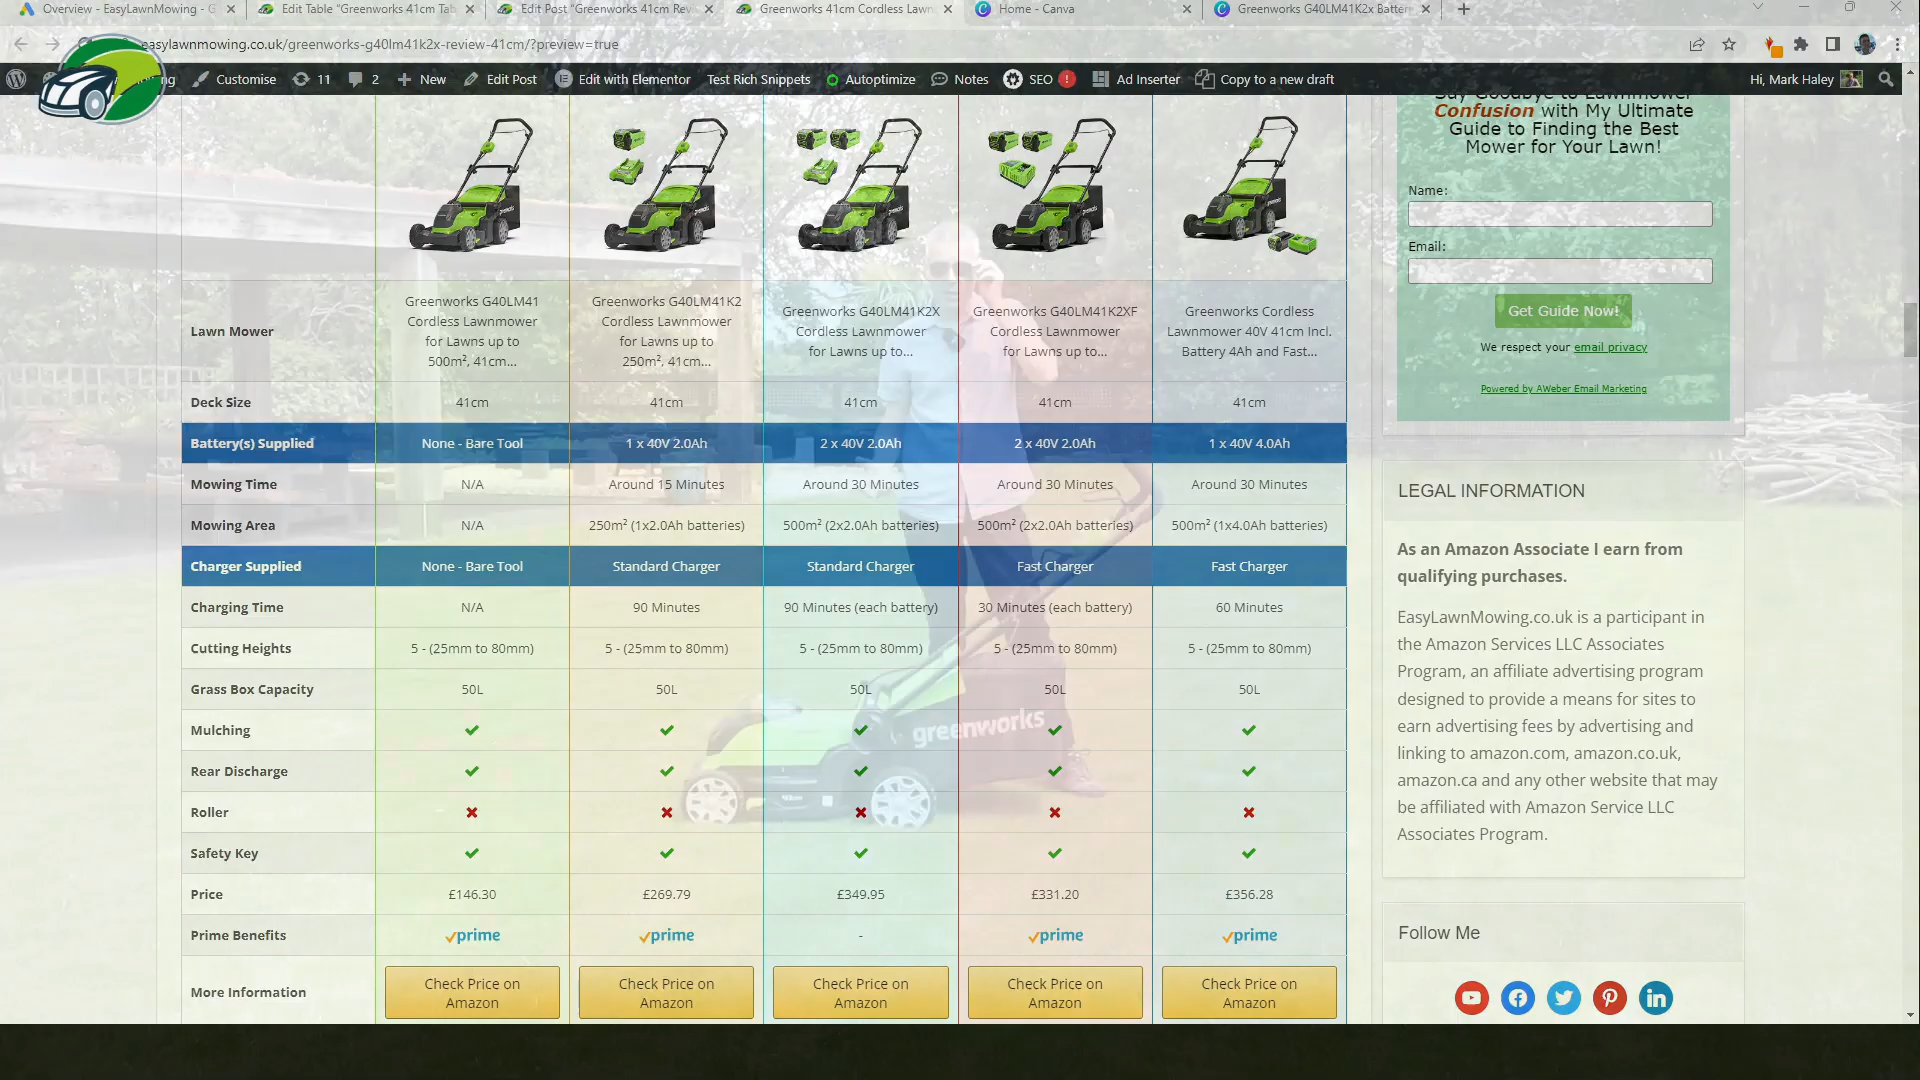 Overview - EasyLawnMowing - G
Edit Table "Greenworks 41cm Tab
Edit Post "Greenworks 41cm Rev
Greenworks 41cm Cordless Lawn
Home - Canva
Greenworks G40LM41K2x Batter
easylawnmowing.co.uk/greenworks-g40lm41k2x-review-41cm/?preview=true
Customise
11
2
New
Edit Post
Edit with Elementor
Test Rich Snippets
Autoptimize
Notes
SEO
!
Ad Inserter
Copy to a new draft
Hi, Mark Haley
Say Goodbye to Lawnmower
Confusion with My Ultimate
Guide to Finding the Best
Mower for Your Lawn!
Name:
Email:
Get Guide Now!
We respect your email privacy
Powered by AWeber Email Marketing
Lawn Mower
Greenworks G40LM41
Cordless Lawnmower
for Lawns up to
500m², 41cm...
Greenworks G40LM41K2
Cordless Lawnmower
for Lawns up to
250m², 41cm...
Greenworks G40LM41K2X
Cordless Lawnmower
for Lawns up to...
Greenworks G40LM41K2XF
Cordless Lawnmower
for Lawns up to...
Greenworks Cordless
Lawnmower 40V 41cm Incl.
Battery 4Ah and Fast...
Deck Size 41cm 41cm 41cm 41cm 41cm
Battery(s) Supplied None - Bare Tool 1 x 40V 2.0Ah 2 x 40V 2.0Ah 2 x 40V 2.0Ah 1 x 40V 4.0Ah
Mowing Time N/A Around 15 Minutes Around 30 Minutes Around 30 Minutes Around 30 Minutes
Mowing Area N/A 250m² (1x2.0Ah batteries) 500m² (2x2.0Ah batteries) 500m² (2x2.0Ah batteries) 500m² (1x4.0Ah batteries)
Charger Supplied None - Bare Tool Standard Charger Standard Charger Fast Charger Fast Charger
Charging Time N/A 90 Minutes 90 Minutes (each battery) 30 Minutes (each battery) 60 Minutes
Cutting Heights 5 - (25mm to 80mm) 5 - (25mm to 80mm) 5 - (25mm to 80mm) 5 - (25mm to 80mm) 5 - (25mm to 80mm)
Grass Box Capacity 50L 50L 50L 50L 50L
Mulching
greenworks
Rear Discharge
Roller
Safety Key
Price £146.30 £269.79 £349.95 £331.20 £356.28
Prime Benefits prime prime - prime prime
More Information
Check Price on
Amazon
Check Price on
Amazon
Check Price on
Amazon
Check Price on
Amazon
Check Price on
Amazon
LEGAL INFORMATION
As an Amazon Associate I earn from
qualifying purchases.
EasyLawnMowing.co.uk is a participant in
the Amazon Services LLC Associates
Program, an affiliate advertising program
designed to provide a means for sites to
earn advertising fees by advertising and
linking to amazon.com, amazon.co.uk,
amazon.ca and any other website that may
be affiliated with Amazon Service LLC
Associates Program.
Follow Me